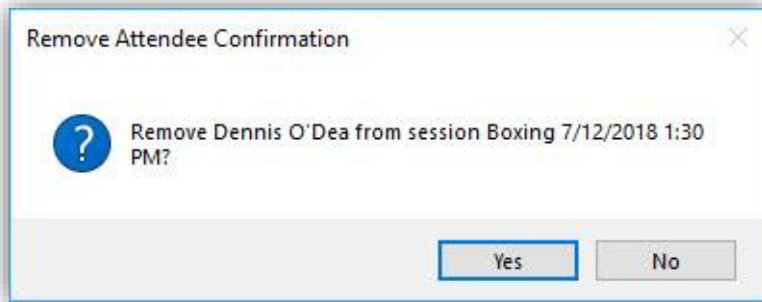 Remove Attendee Confirmation
Remove Dennis O'Dea from session Boxing 7/12/2018 1:30
PM?
Yes No